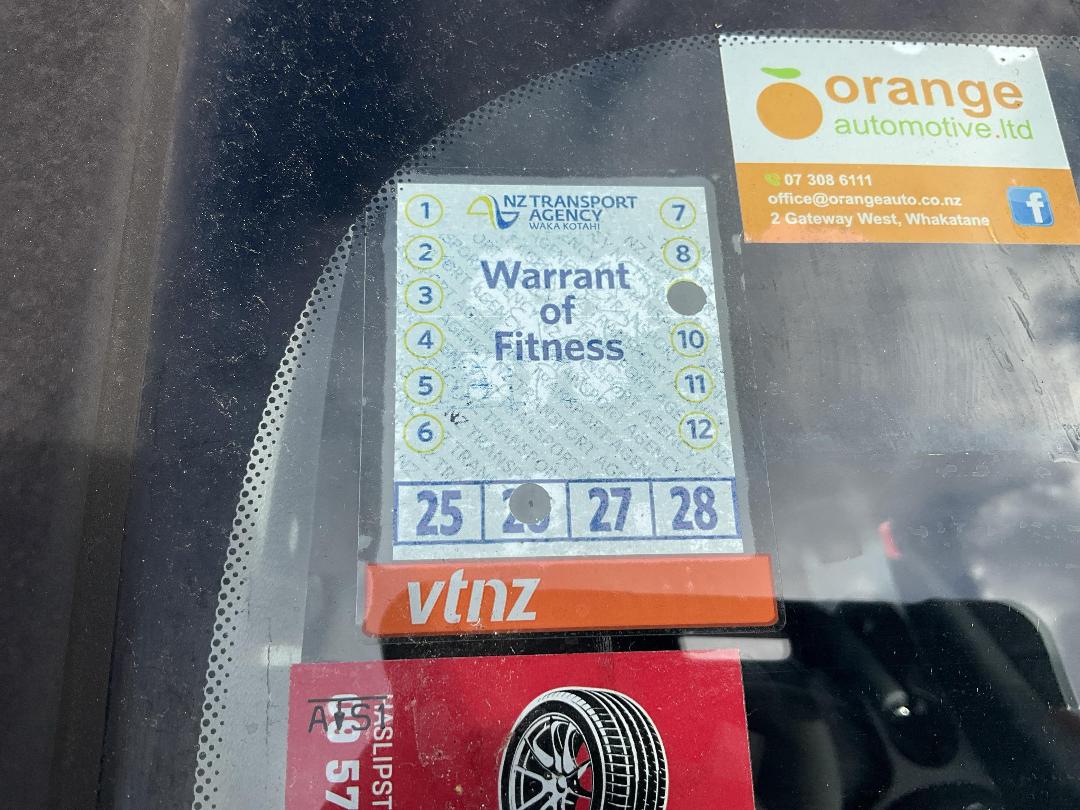 orange
automotive.ltd
07 308 6111
office@orangeauto.co.nz
2 Gateway West, Whakatane
f
NZ TRANSPORT
AGENCY
WAKA KOTAHI
Warrant
of
Fitness
1
2
3
4
5
6
7
8
10
11
12
25 27 28
vtnz